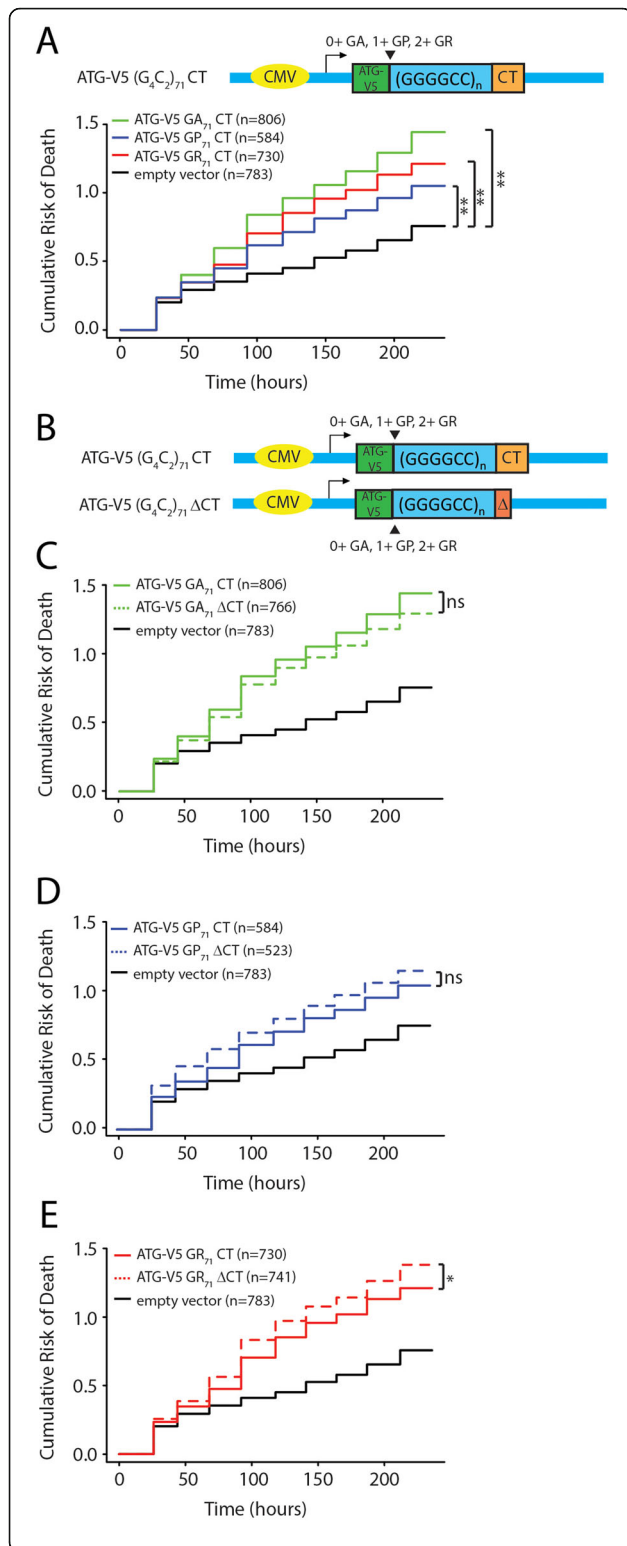 A
0+ GA, 1+ GP, 2+ GR
ATG-V5 (G₄C₂)₇₁ CT
CMV
ATG-V5
(GGGGCC)ₙ
CT
ATG-V5 GA₇₁ CT (n=806)
ATG-V5 GP₇₁ CT (n=584)
ATG-V5 GR₇₁ CT (n=730)
empty vector (n=783)
1.5
1.0
0.5
0.0
Cumulative Risk of Death
**
**
**
0 50 100 150 200
Time (hours)
B
0+ GA, 1+ GP, 2+ GR
ATG-V5 (G₄C₂)₇₁ CT
CMV
ATG-V5
(GGGGCC)ₙ
CT
ATG-V5 (G₄C₂)₇₁ ΔCT
CMV
ATG-V5
(GGGGCC)ₙ
Δ
0+ GA, 1+ GP, 2+ GR
C
ATG-V5 GA₇₁ CT (n=806)
ATG-V5 GA₇₁ ΔCT (n=766)
empty vector (n=783)
1.5
1.0
0.5
0.0
Cumulative Risk of Death
ns
0 50 100 150 200
Time (hours)
D
ATG-V5 GP₇₁ CT (n=584)
ATG-V5 GP₇₁ ΔCT (n=523)
empty vector (n=783)
1.5
1.0
0.5
0.0
Cumulative Risk of Death
ns
0 50 100 150 200
Time (hours)
E
ATG-V5 GR₇₁ CT (n=730)
ATG-V5 GR₇₁ ΔCT (n=741)
empty vector (n=783)
1.5
1.0
0.5
0.0
Cumulative Risk of Death
*
0 50 100 150 200
Time (hours)